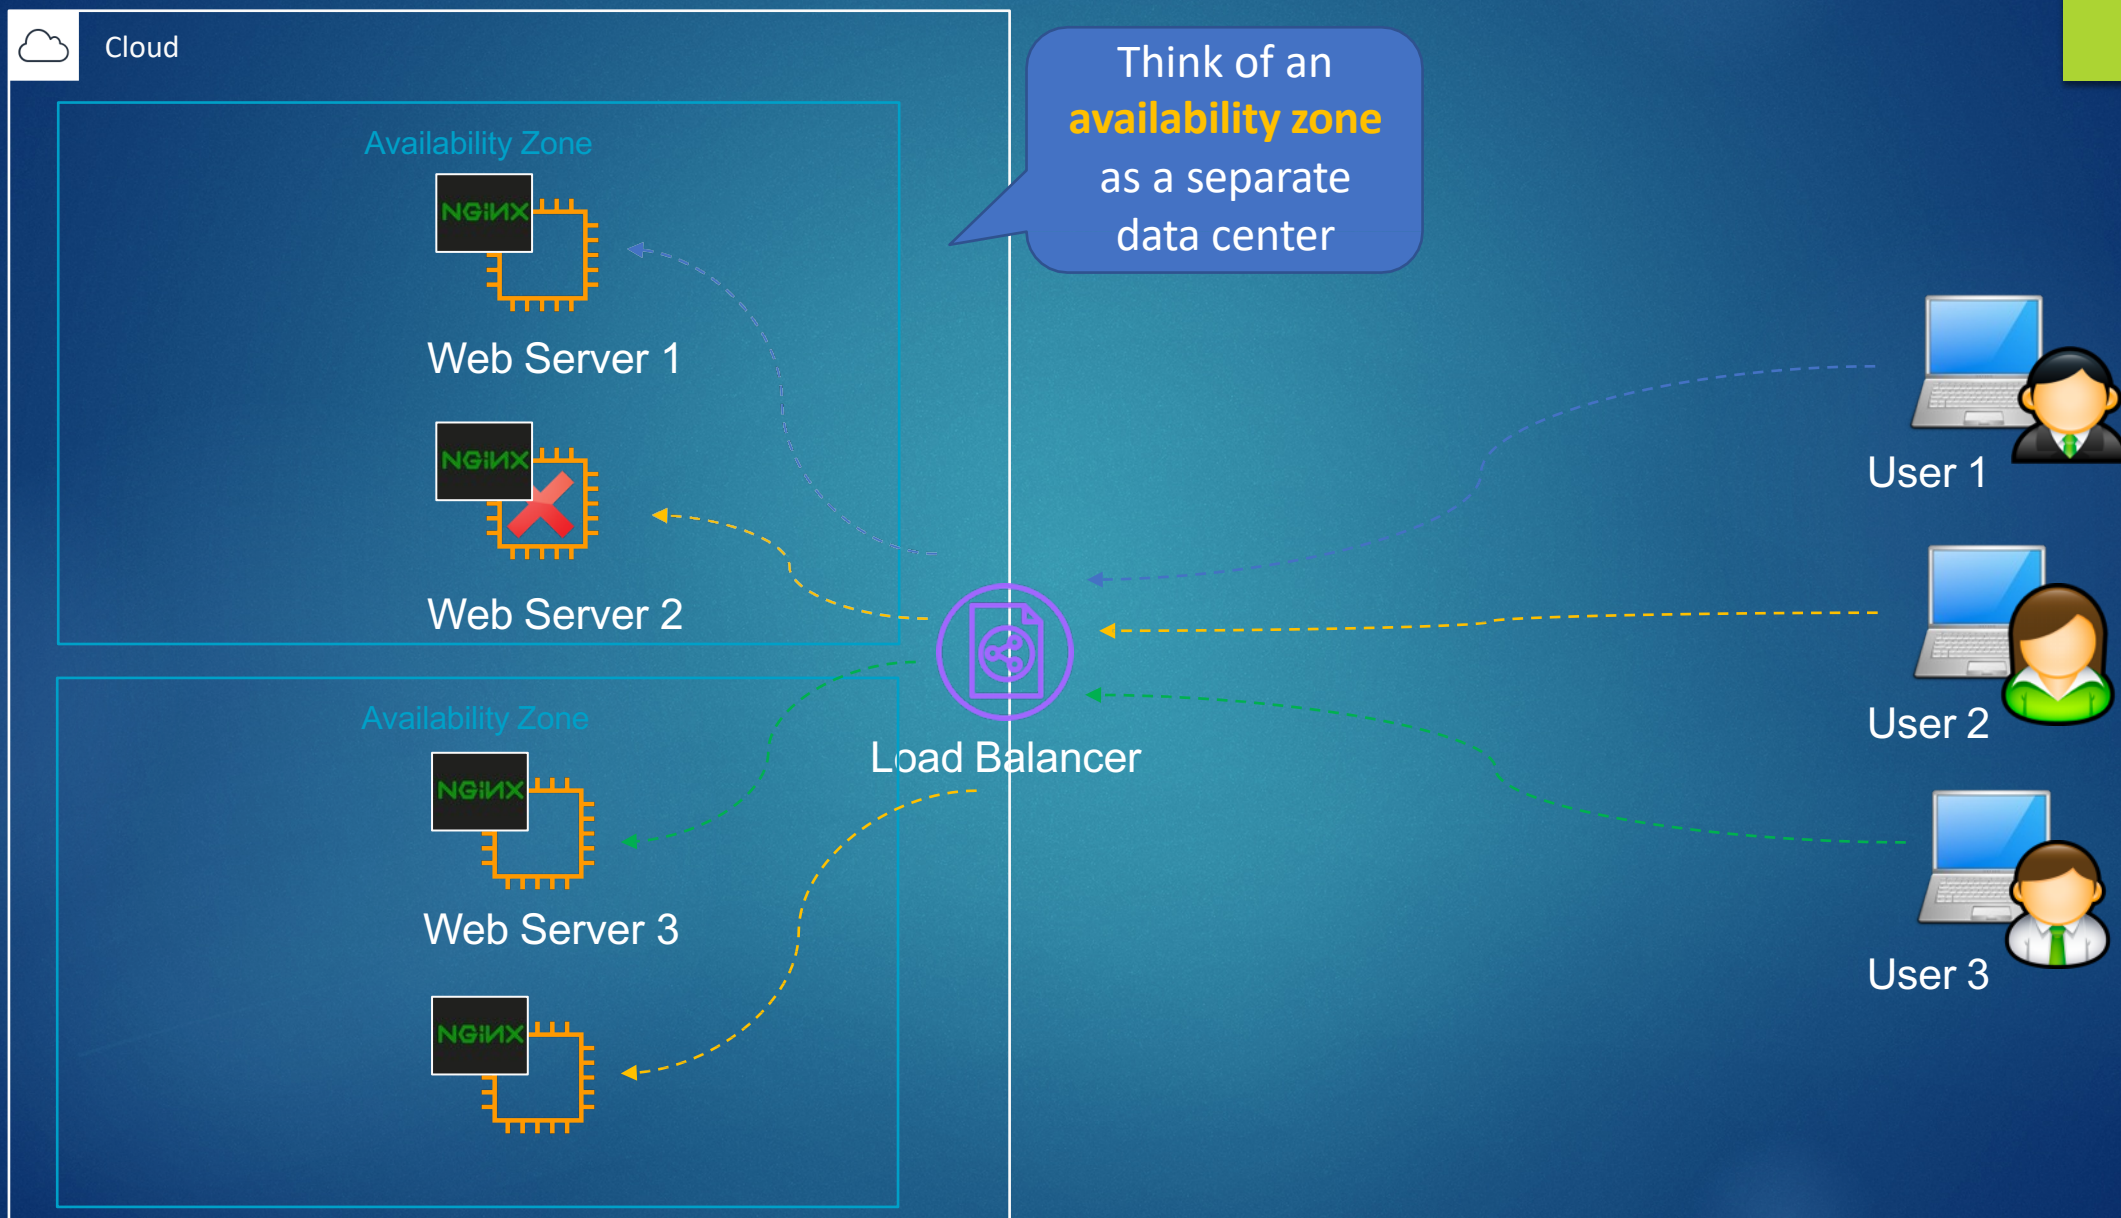 Cloud
Think of an
availability zone
as a separate
data center
Availability Zone
NGINX
Web Server 1
NGINX
Web Server 2
Availability Zone
NGINX
Web Server 3
NGINX
Load Balancer
User 1
User 2
User 3